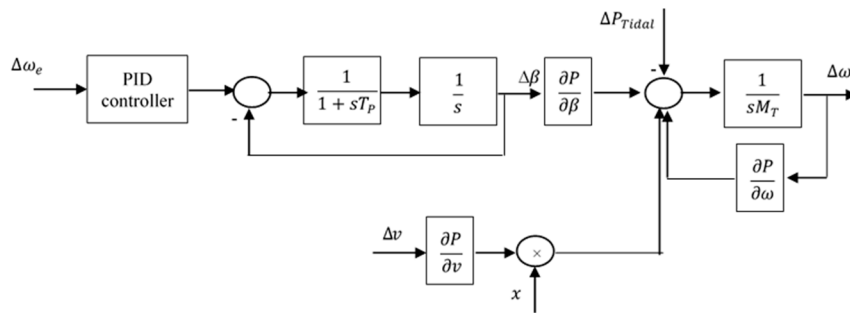 ΔP_Tidal
Δω_e
PID
controller
-
1
1 + sT_P
1
s
Δβ
∂P
∂β
-
1
sM_T
Δω
∂P
∂ω
Δv
∂P
∂v
×
x